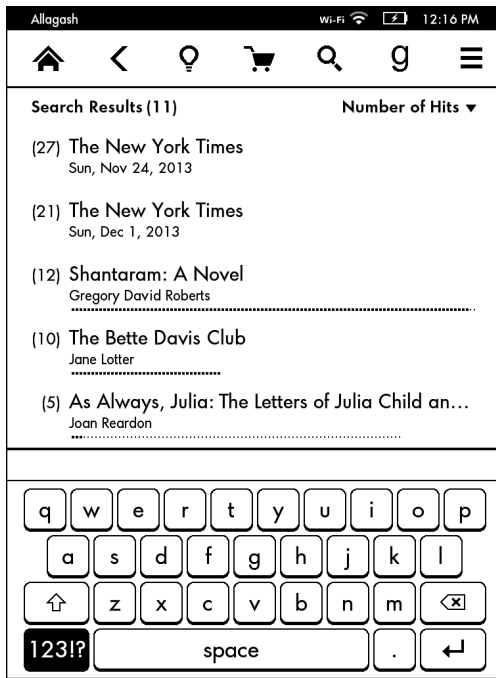 Allagash Wi-Fi 12:16 PM
g
Search Results (11) Number of Hits ▼
(27) The New York Times
Sun, Nov 24, 2013
(21) The New York Times
Sun, Dec 1, 2013
(12) Shantaram: A Novel
Gregory David Roberts
(10) The Bette Davis Club
Jane Lotter
(5) As Always, Julia: The Letters of Julia Child an...
Joan Reardon
q w e r t y u i o p
a s d f g h j k l
z x c v b n m
123!? space .